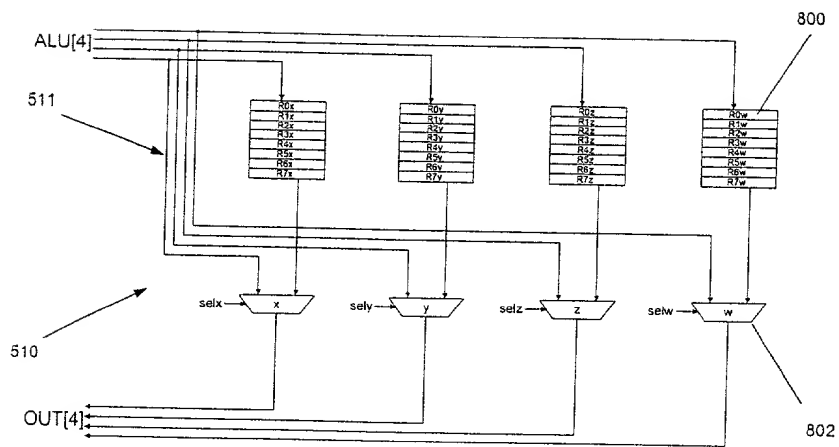 800
ALU[4]
511
R0x
R1x
R2x
R3x
R4x
R5x
R6x
R7x
R0y
R1y
R2y
R3y
R4y
R5y
R6y
R7y
R0z
R1z
R2z
R3z
R4z
R5z
R6z
R7z
R0w
R1w
R2w
R3w
R4w
R5w
R6w
R7w
selx
x
sely
y
selz
z
selw
w
510
OUT[4]
802